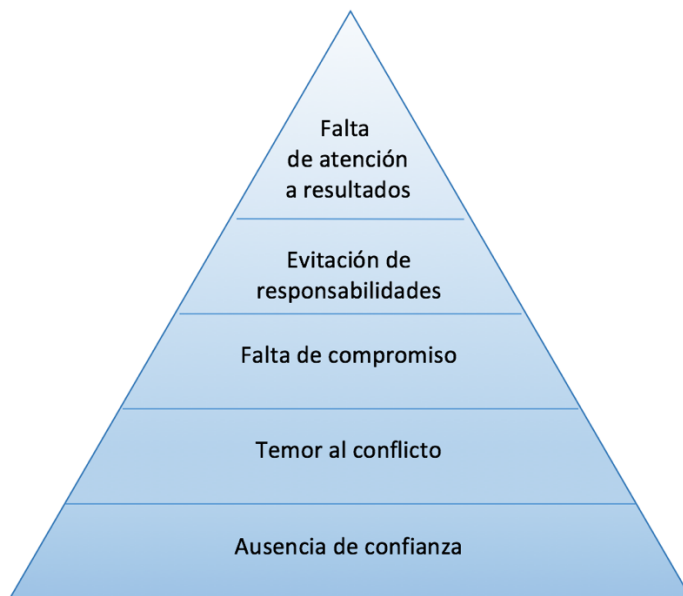 Falta
de atención
a resultados
Evitación de
responsabilidades
Falta de compromiso
Temor al conflicto
Ausencia de confianza